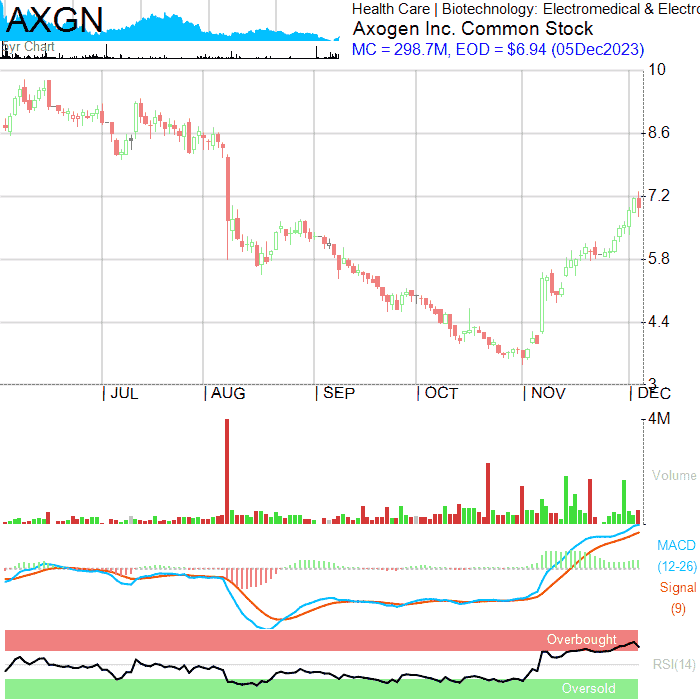 AXGN
5yr Chart
Health Care | Biotechnology: Electromedical & Electro
Axogen Inc. Common Stock
MC = 298.7M, EOD = $6.94 (05Dec2023)
10
8.6
7.2
5.8
4.4
3
| JUL | AUG | SEP | OCT | NOV | DEC
4M
Volume
MACD
(12-26)
Signal
(9)
Overbought
RSI(14)
Oversold